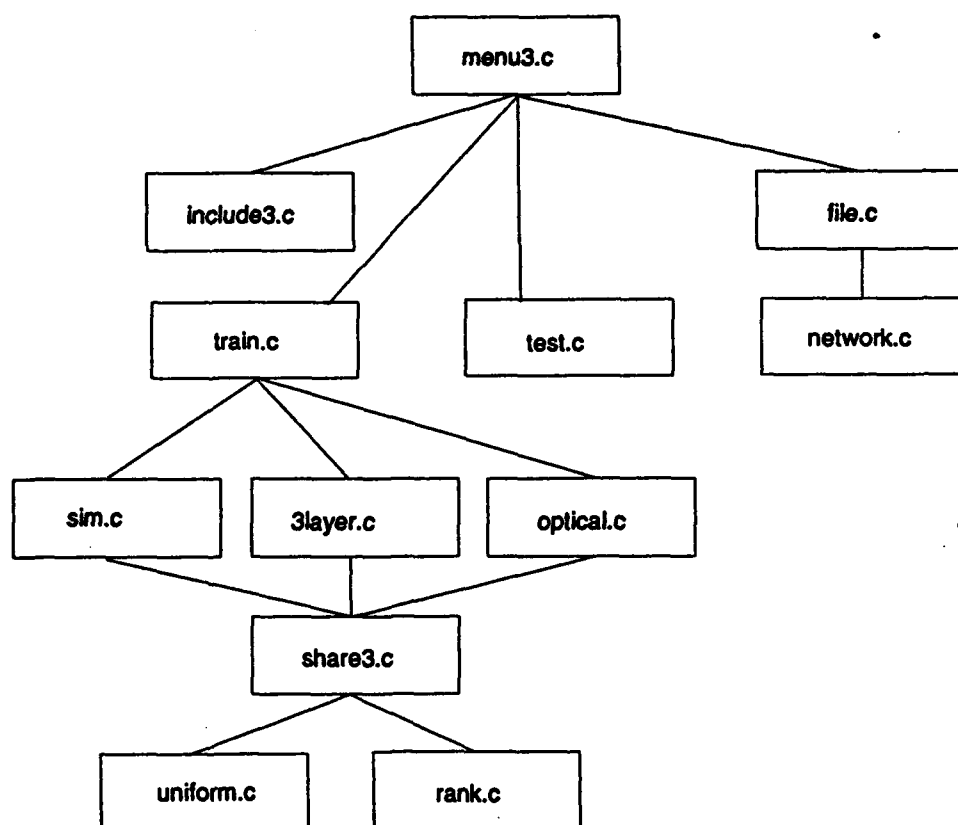 menu3.c
include3.c
file.c
train.c
test.c
network.c
sim.c
3layer.c
optical.c
share3.c
uniform.c
rank.c